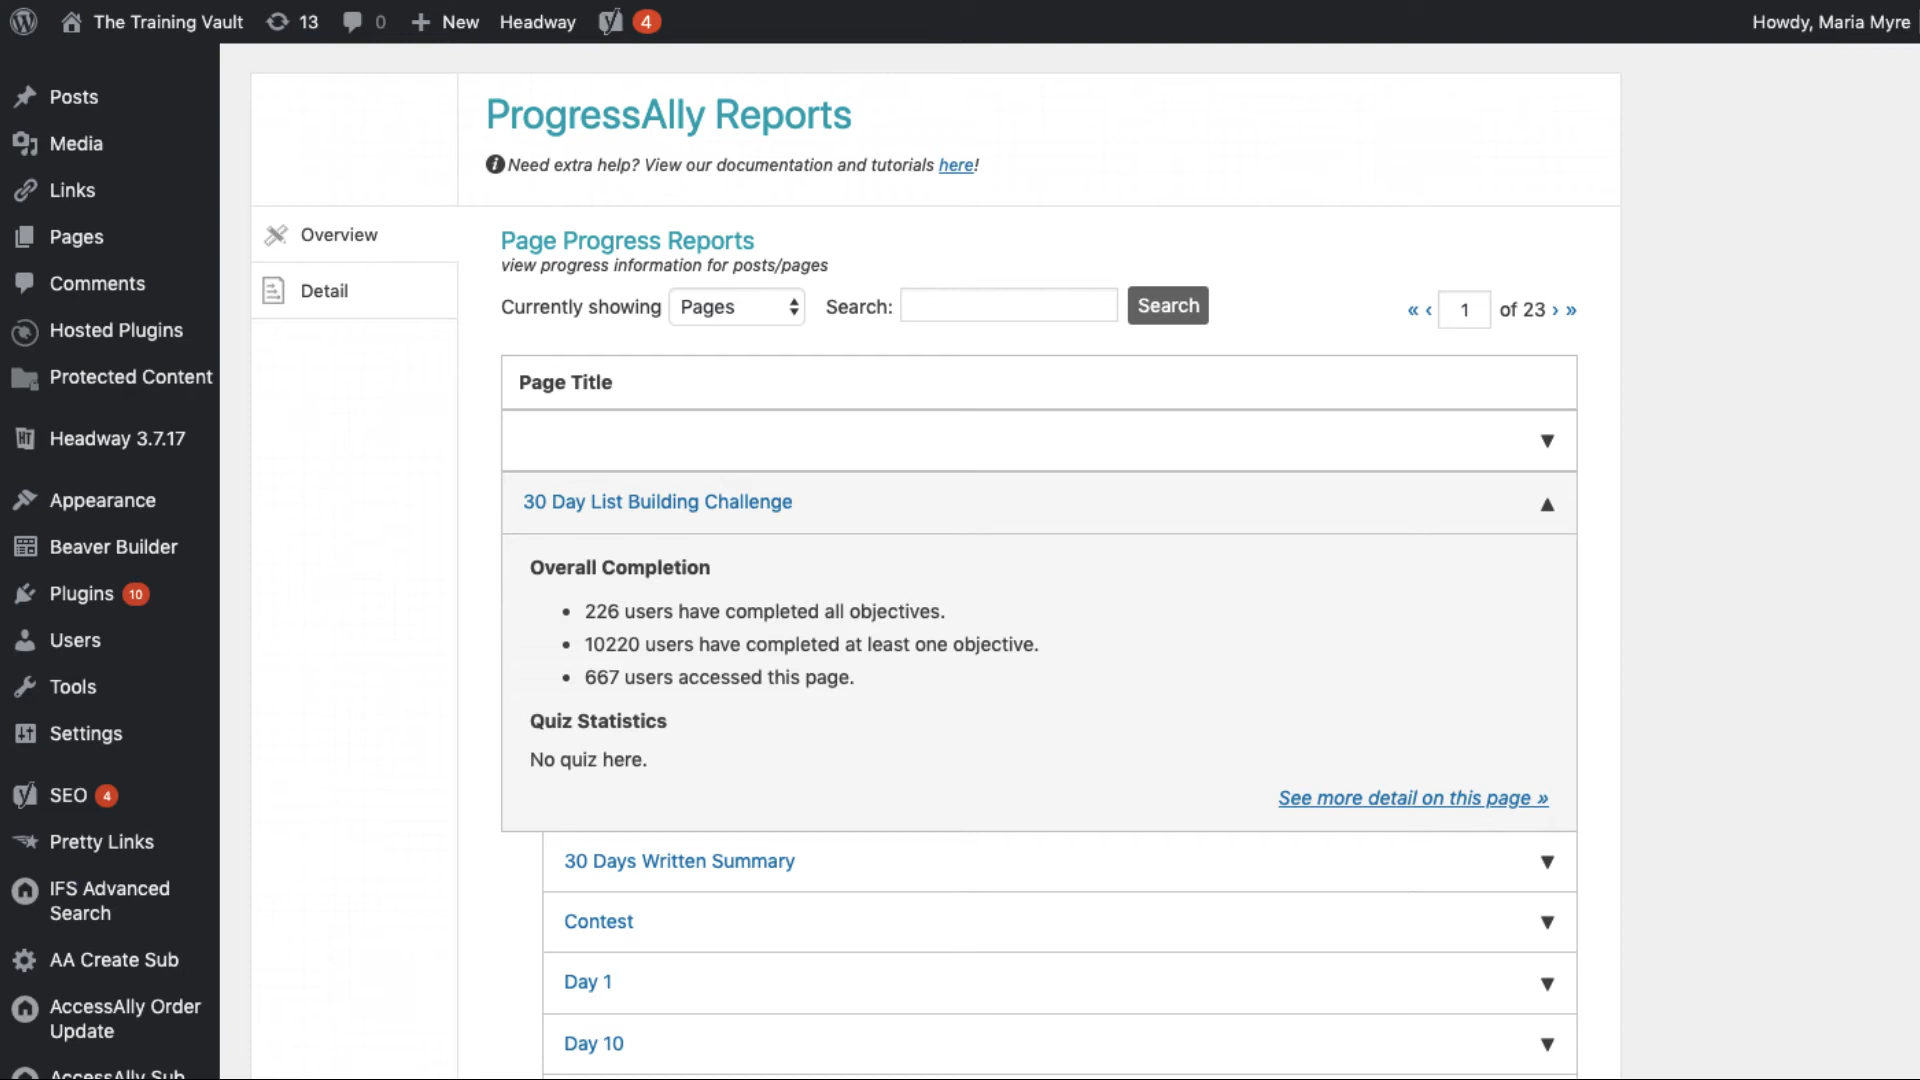 The Training Vault 13 0 New Headway 4 Howdy, Maria Myre
Posts
Media
Links
Pages
Comments
Hosted Plugins
Protected Content
Headway 3.7.17
Appearance
Beaver Builder
Plugins 10
Users
Tools
Settings
SEO 4
Pretty Links
IFS Advanced
Search
AA Create Sub
AccessAlly Order
Update
AccessAlly Sub
ProgressAlly Reports
Need extra help? View our documentation and tutorials here!
Overview
Detail
Page Progress Reports
view progress information for posts/pages
Currently showing Pages Search: Search « ‹ 1 of 23 › »
Page Title
▼
30 Day List Building Challenge ▲
Overall Completion
• 226 users have completed all objectives.
• 10220 users have completed at least one objective.
• 667 users accessed this page.
Quiz Statistics
No quiz here.
See more detail on this page »
30 Days Written Summary ▼
Contest ▼
Day 1 ▼
Day 10 ▼